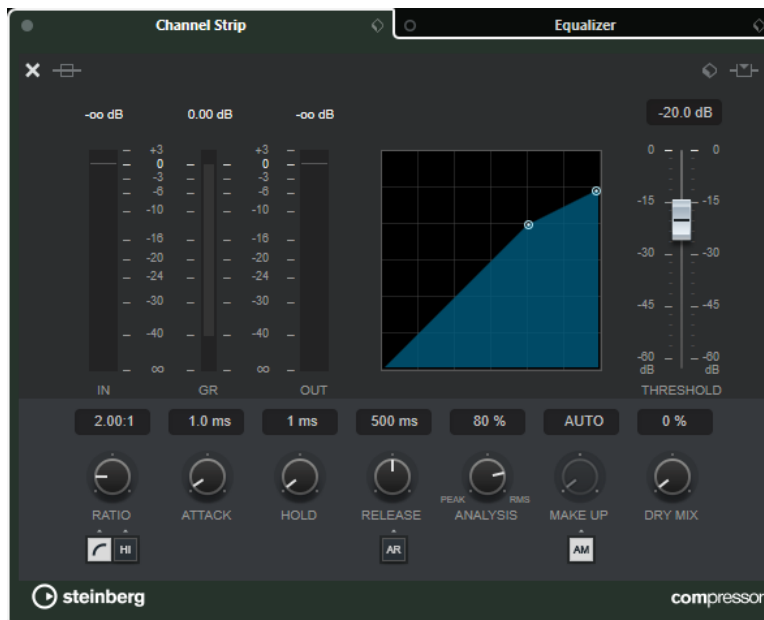 Channel Strip Equalizer
-oo dB 0.00 dB -oo dB -20.0 dB
+3 +3 0 0
0 0
-3 -3
-6 -6
-10 -10 -15 -15
-16 -16
-20 -20 -30 -30
-24 -24
-30 -30 -45 -45
-40 -40
∞ ∞ -60 -60
dB dB
IN GR OUT THRESHOLD
2.00:1 1.0 ms 1 ms 500 ms 80 % AUTO 0 %
PEAK RMS
RATIO ATTACK HOLD RELEASE ANALYSIS MAKE UP DRY MIX
HI AR AM
steinberg compressor